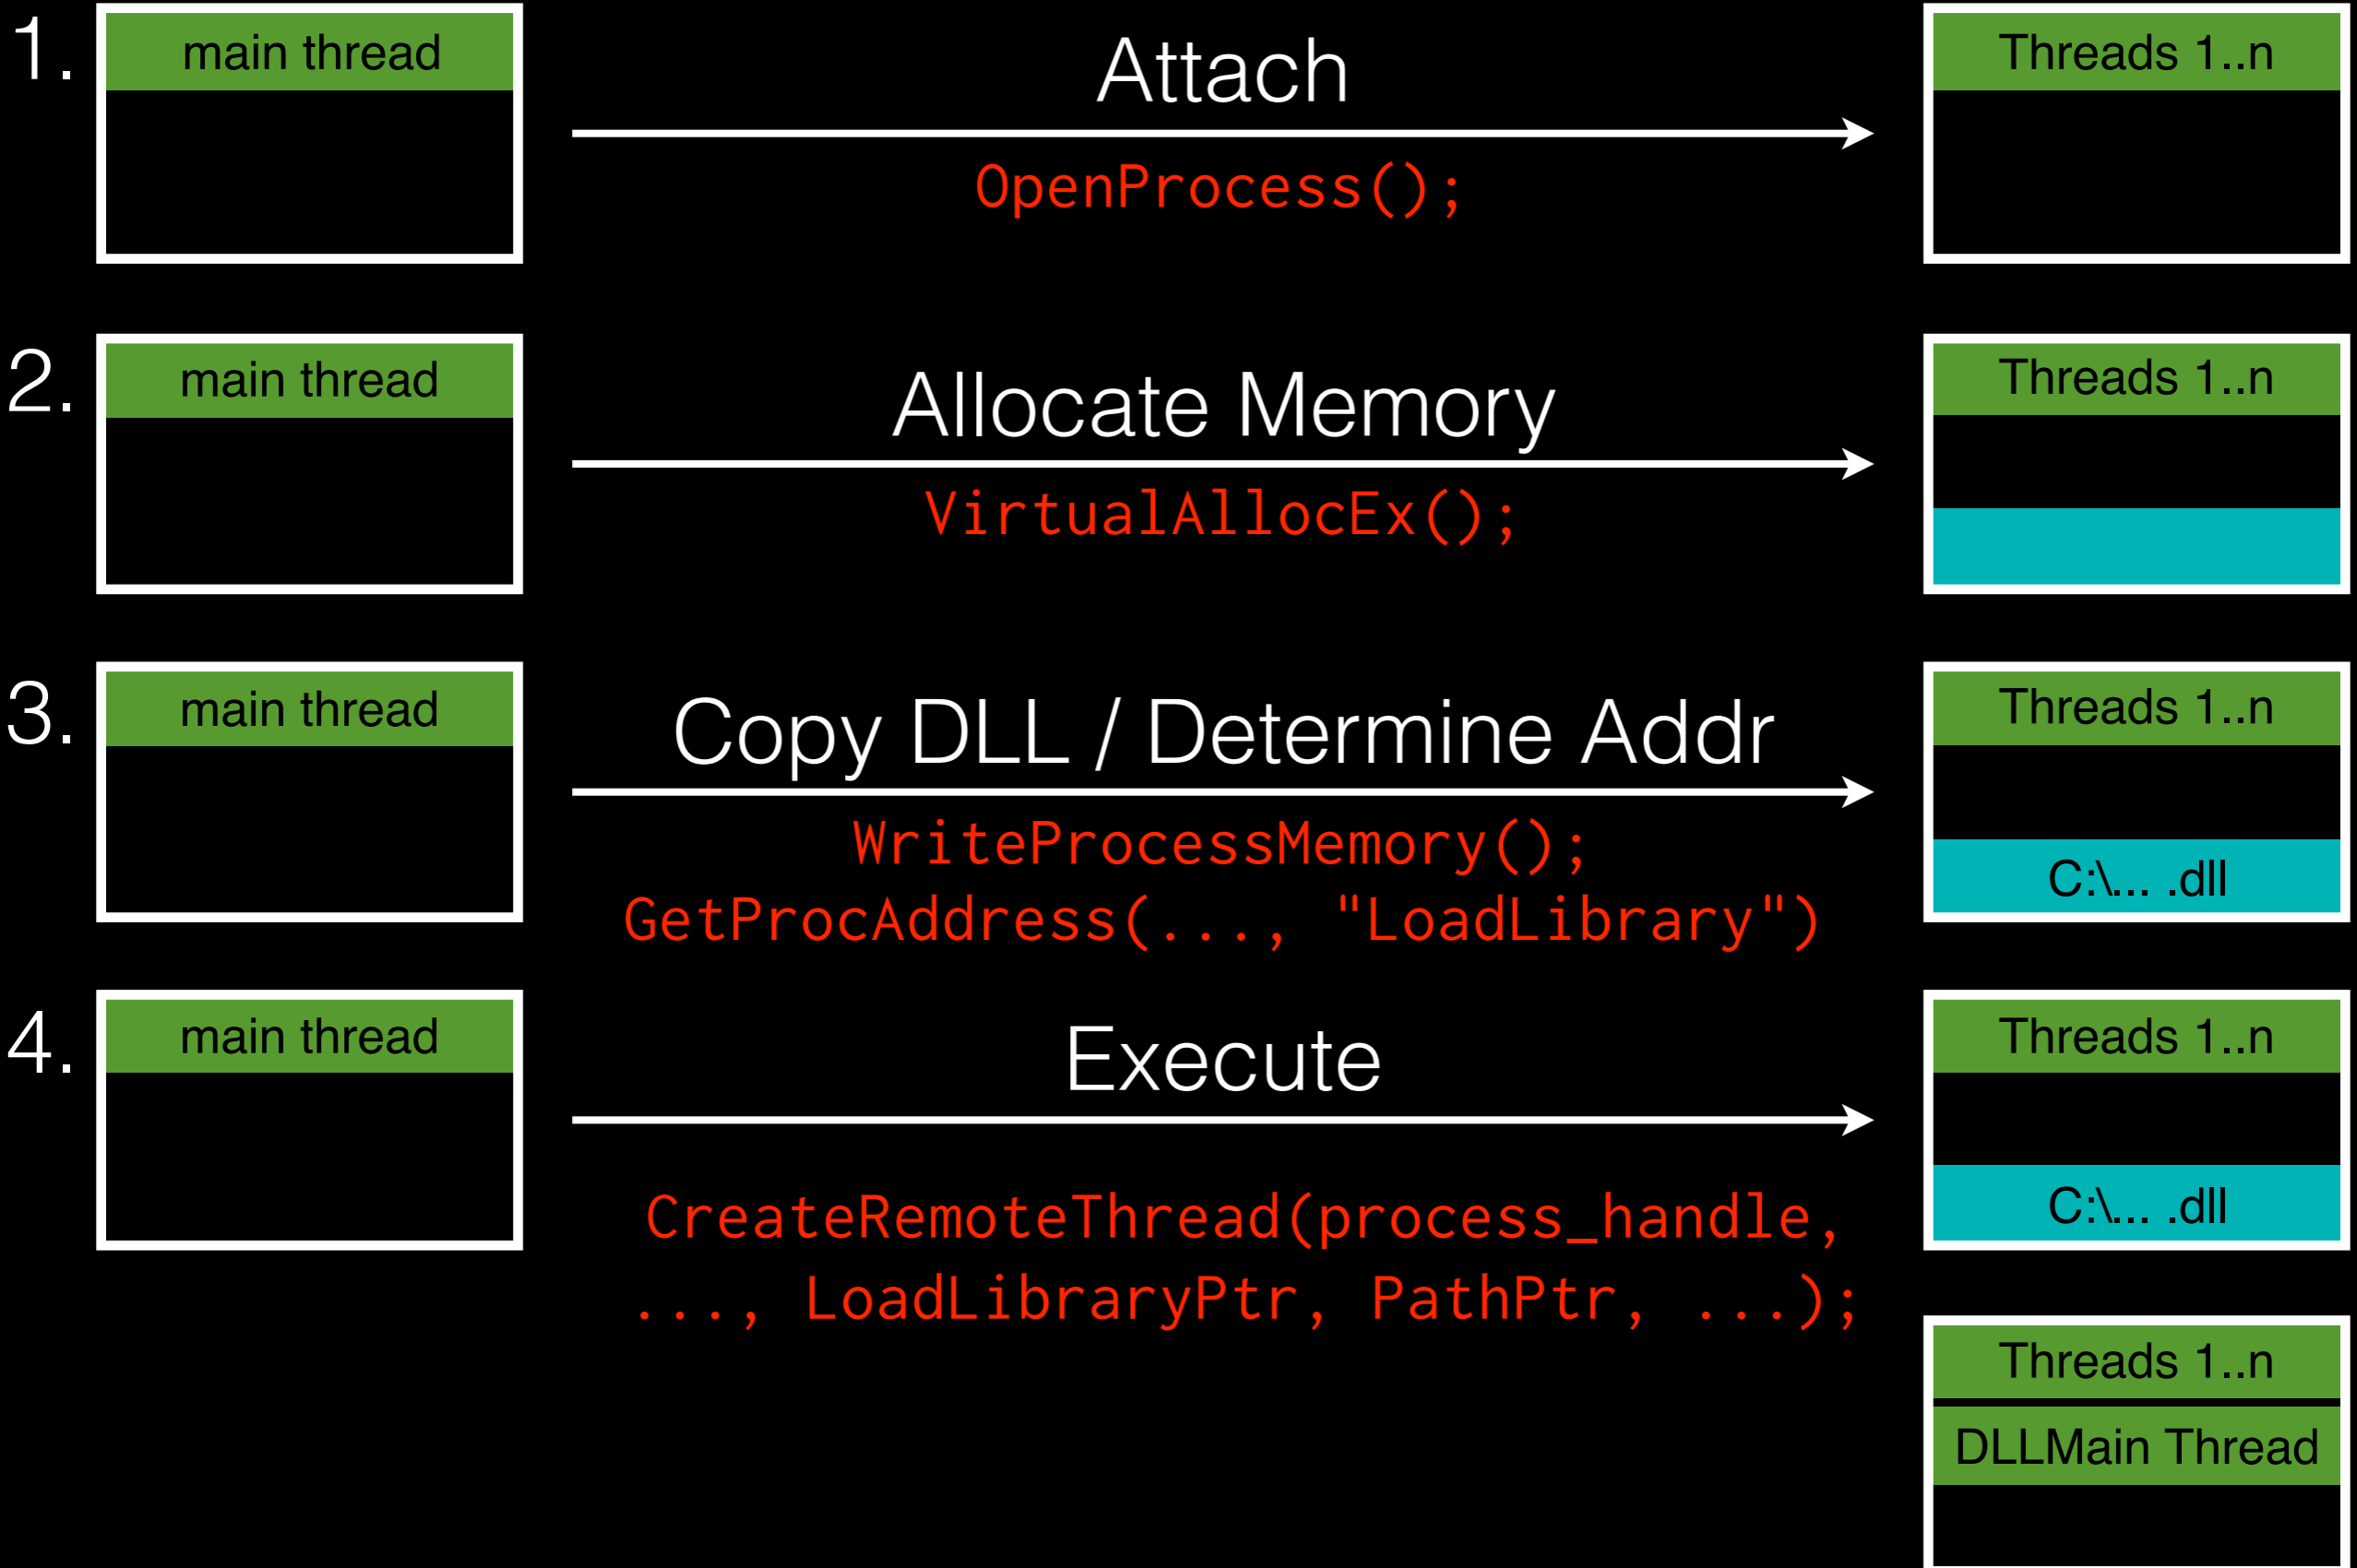 1.
main thread
Attach
OpenProcess();
Threads 1..n
2.
main thread
Allocate Memory
VirtualAllocEx();
Threads 1..n
3.
main thread
Copy DLL / Determine Addr
WriteProcessMemory();
GetProcAddress(..., "LoadLibrary")
Threads 1..n
C:\... .dll
4.
main thread
Execute
CreateRemoteThread(process_handle,
..., LoadLibraryPtr, PathPtr, ...);
Threads 1..n
C:\... .dll
Threads 1..n
DLLMain Thread